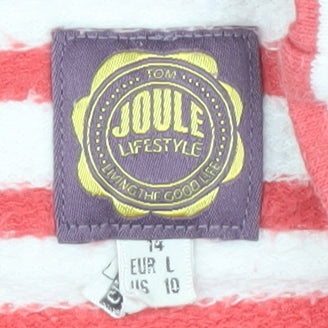 TOM
JOULE
LIFESTYLE
LIVING THE GOOD LIFE
14
EUR L
US 10